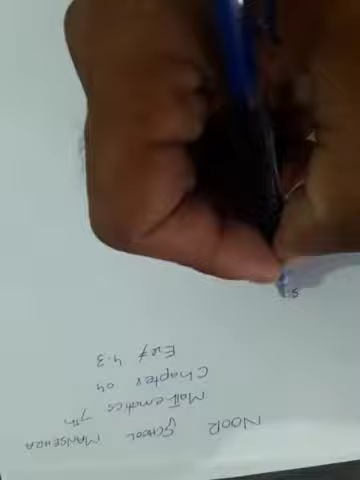 NOOR SCHOOL MANSEHRA
Mathematics 7th
Chapter 04
Ex# 4.3